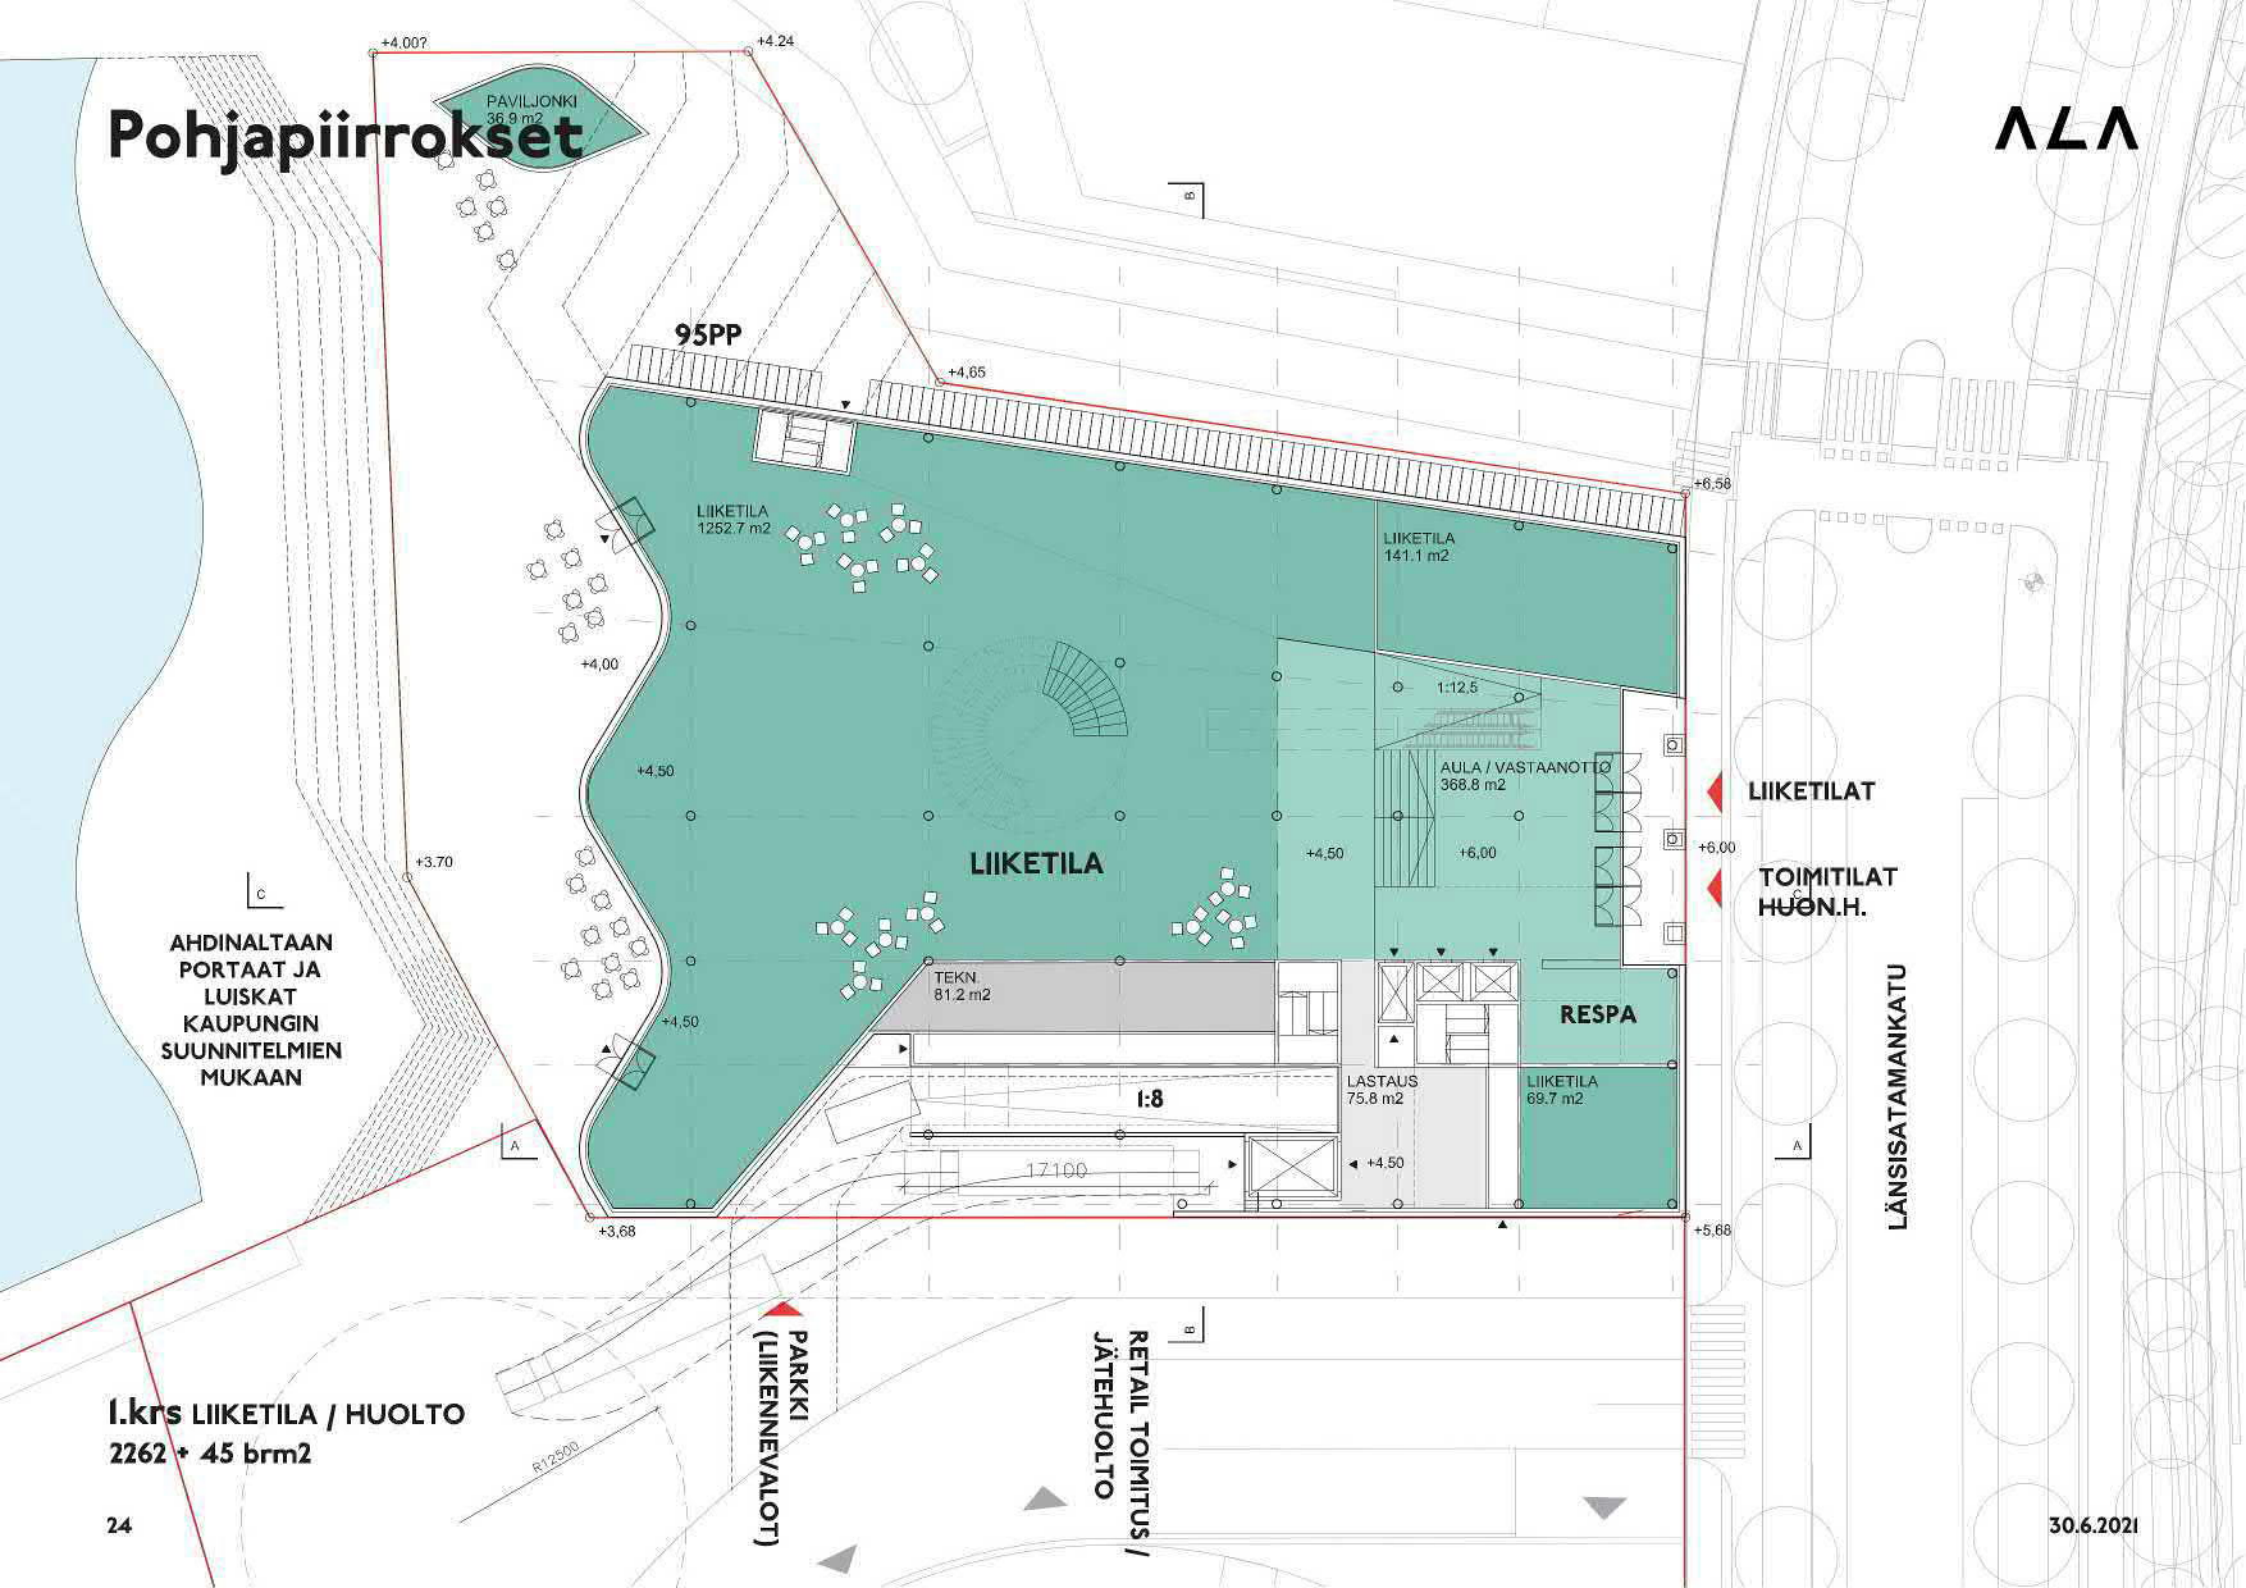 +4.00?
+4.24
PAVILJONKI
36.9 m2
Pohjapiirrokset
ALA
B
95PP
+4,65
+6,58
LIIKETILA
1252.7 m2
LIIKETILA
141.1 m2
+4,00
1:12,5
+4,50
AULA / VASTAANOTTO
368.8 m2
LIIKETILAT
+3.70
LIIKETILA
+4,50
+6,00
+6,00
TOIMITILAT
HUON.H.
C
C
AHDINALTAAN
PORTAAT JA
LUISKAT
KAUPUNGIN
SUUNNITELMIEN
MUKAAN
TEKN.
81.2 m2
+4,50
RESPA
LÄNSISATAMANKATU
1:8
LASTAUS
75.8 m2
LIIKETILA
69.7 m2
A
A
17100
+4.50
+3,68
+5,68
B
PARKKI
(LIIKENNEVALOT)
RETAIL TOIMITUS /
JÄTEHUOLTO
1.krs LIIKETILA / HUOLTO
2262 + 45 brm2
R12500
24
30.6.2021